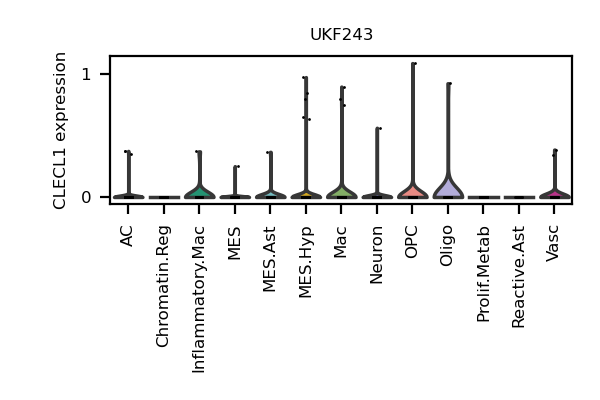 UKF243
CLECL1 expression
1
0
AC
Chromatin.Reg
Inflammatory.Mac
MES
MES.Ast
MES.Hyp
Mac
Neuron
OPC
Oligo
Prolif.Metab
Reactive.Ast
Vasc